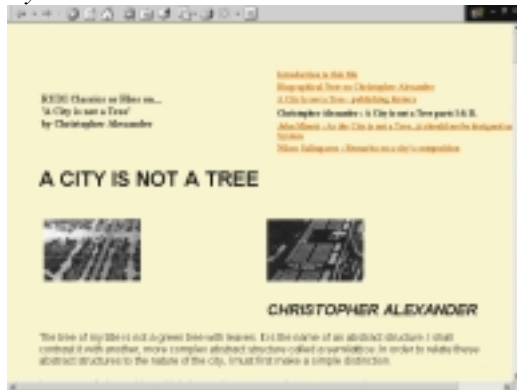 Introduction to this file
Biographical Note on Christopher Alexander
A City is not a Tree - publishing history
Classics or Files on...
'A City is not a Tree'
by Christopher Alexander
Christopher Alexander : A City is not a Tree parts I & II.
Nikos Salingaros : Remarks on a city's composition
A CITY IS NOT A TREE
CHRISTOPHER ALEXANDER
The tree of my title is not a green tree with leaves. It is the name of an abstract structure. I shall
contrast it with another, more complex abstract structure called a semilattice. In order to relate these
abstract structures to the nature of the city, I must first make a simple distinction.